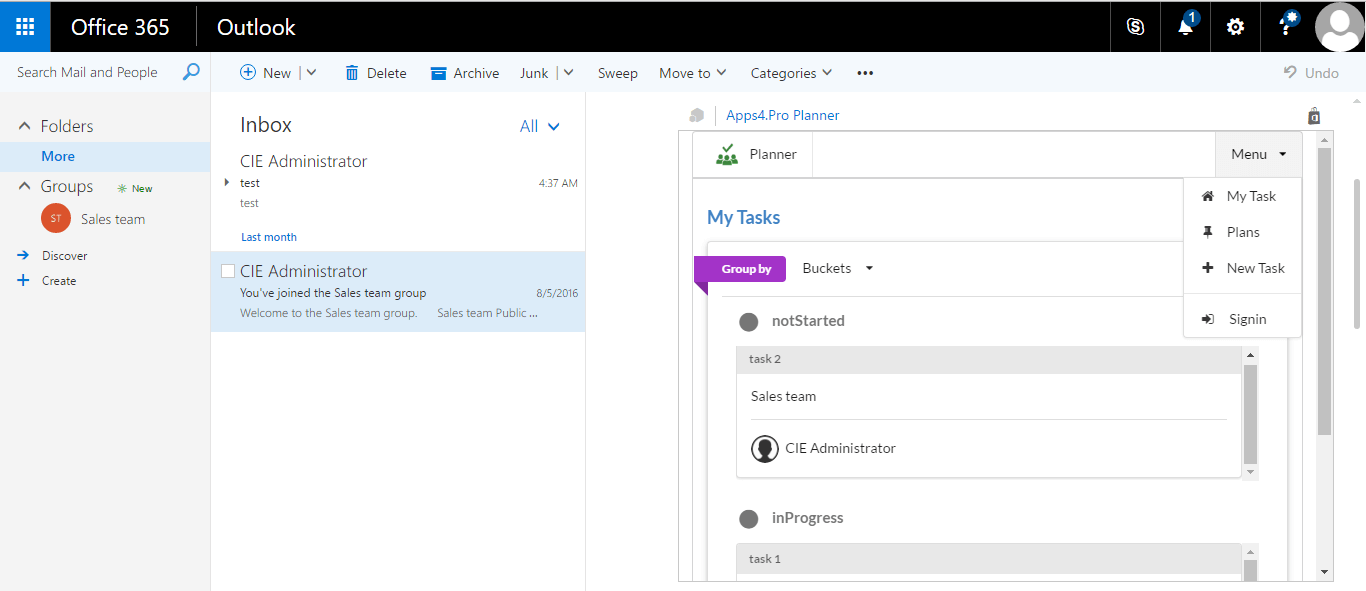 Office 365
Outlook
1
Search Mail and People
New
Delete
Archive
Junk
Sweep
Move to
Categories
Undo
Folders
More
Groups
New
ST
Sales team
Discover
Create
Inbox
All
CIE Administrator
test
4:37 AM
test
Last month
CIE Administrator
You've joined the Sales team group
8/5/2016
Welcome to the Sales team group. Sales team Public ...
Apps4.Pro Planner
Planner
Menu
My Task
Plans
New Task
Signin
My Tasks
Group by
Buckets
notStarted
task 2
Sales team
CIE Administrator
inProgress
task 1